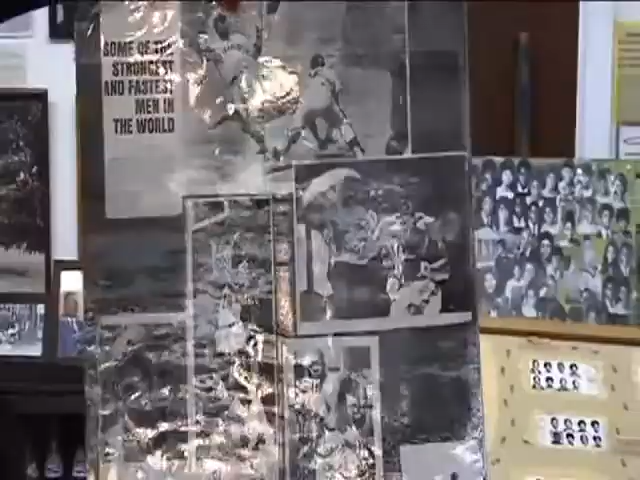 SOME OF THE
STRONGEST
AND FASTEST
MEN IN
THE WORLD